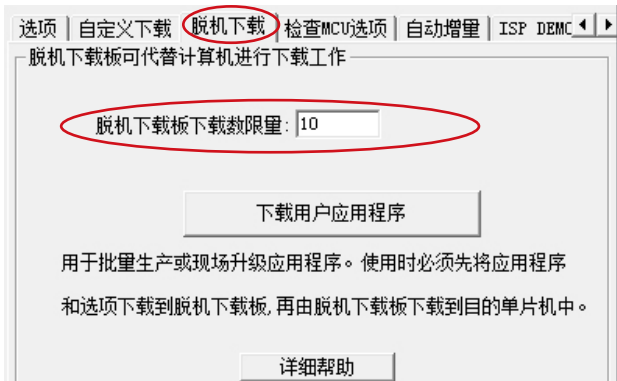 选项 自定义下载 脱机下载 检查MCU选项 自动增量 ISP DEMO
脱机下载板可代替计算机进行下载工作
脱机下载板下载数限量: 10
下载用户应用程序
用于批量生产或现场升级应用程序。使用时必须先将应用程序
和选项下载到脱机下载板,再由脱机下载板下载到目的单片机中。
详细帮助